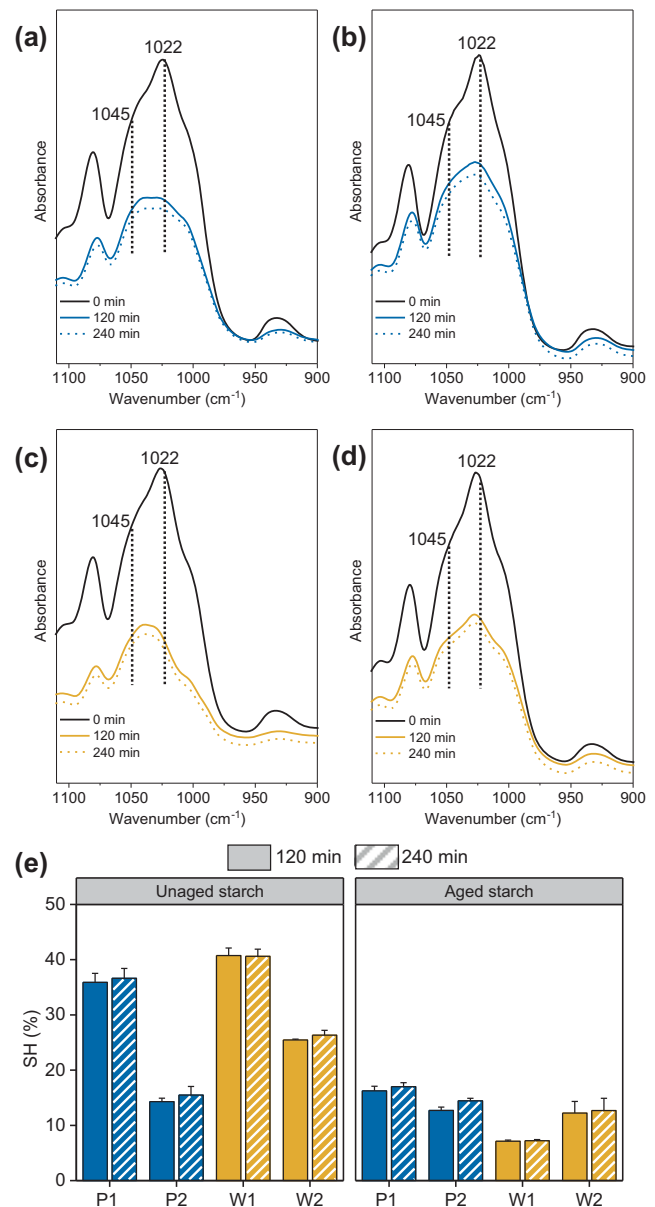 (a)
1022
1045
Absorbance
0 min
120 min
240 min
1100 1050 1000 950 900
Wavenumber (cm⁻¹)
(b)
1022
1045
Absorbance
0 min
120 min
240 min
1100 1050 1000 950 900
Wavenumber (cm⁻¹)
(c)
1022
1045
Absorbance
0 min
120 min
240 min
1100 1050 1000 950 900
Wavenumber (cm⁻¹)
(d)
1022
1045
Absorbance
0 min
120 min
240 min
1100 1050 1000 950 900
Wavenumber (cm⁻¹)
(e)
120 min 240 min
Unaged starch Aged starch
SH (%)
50
40
30
20
10
0
P1 P2 W1 W2 P1 P2 W1 W2